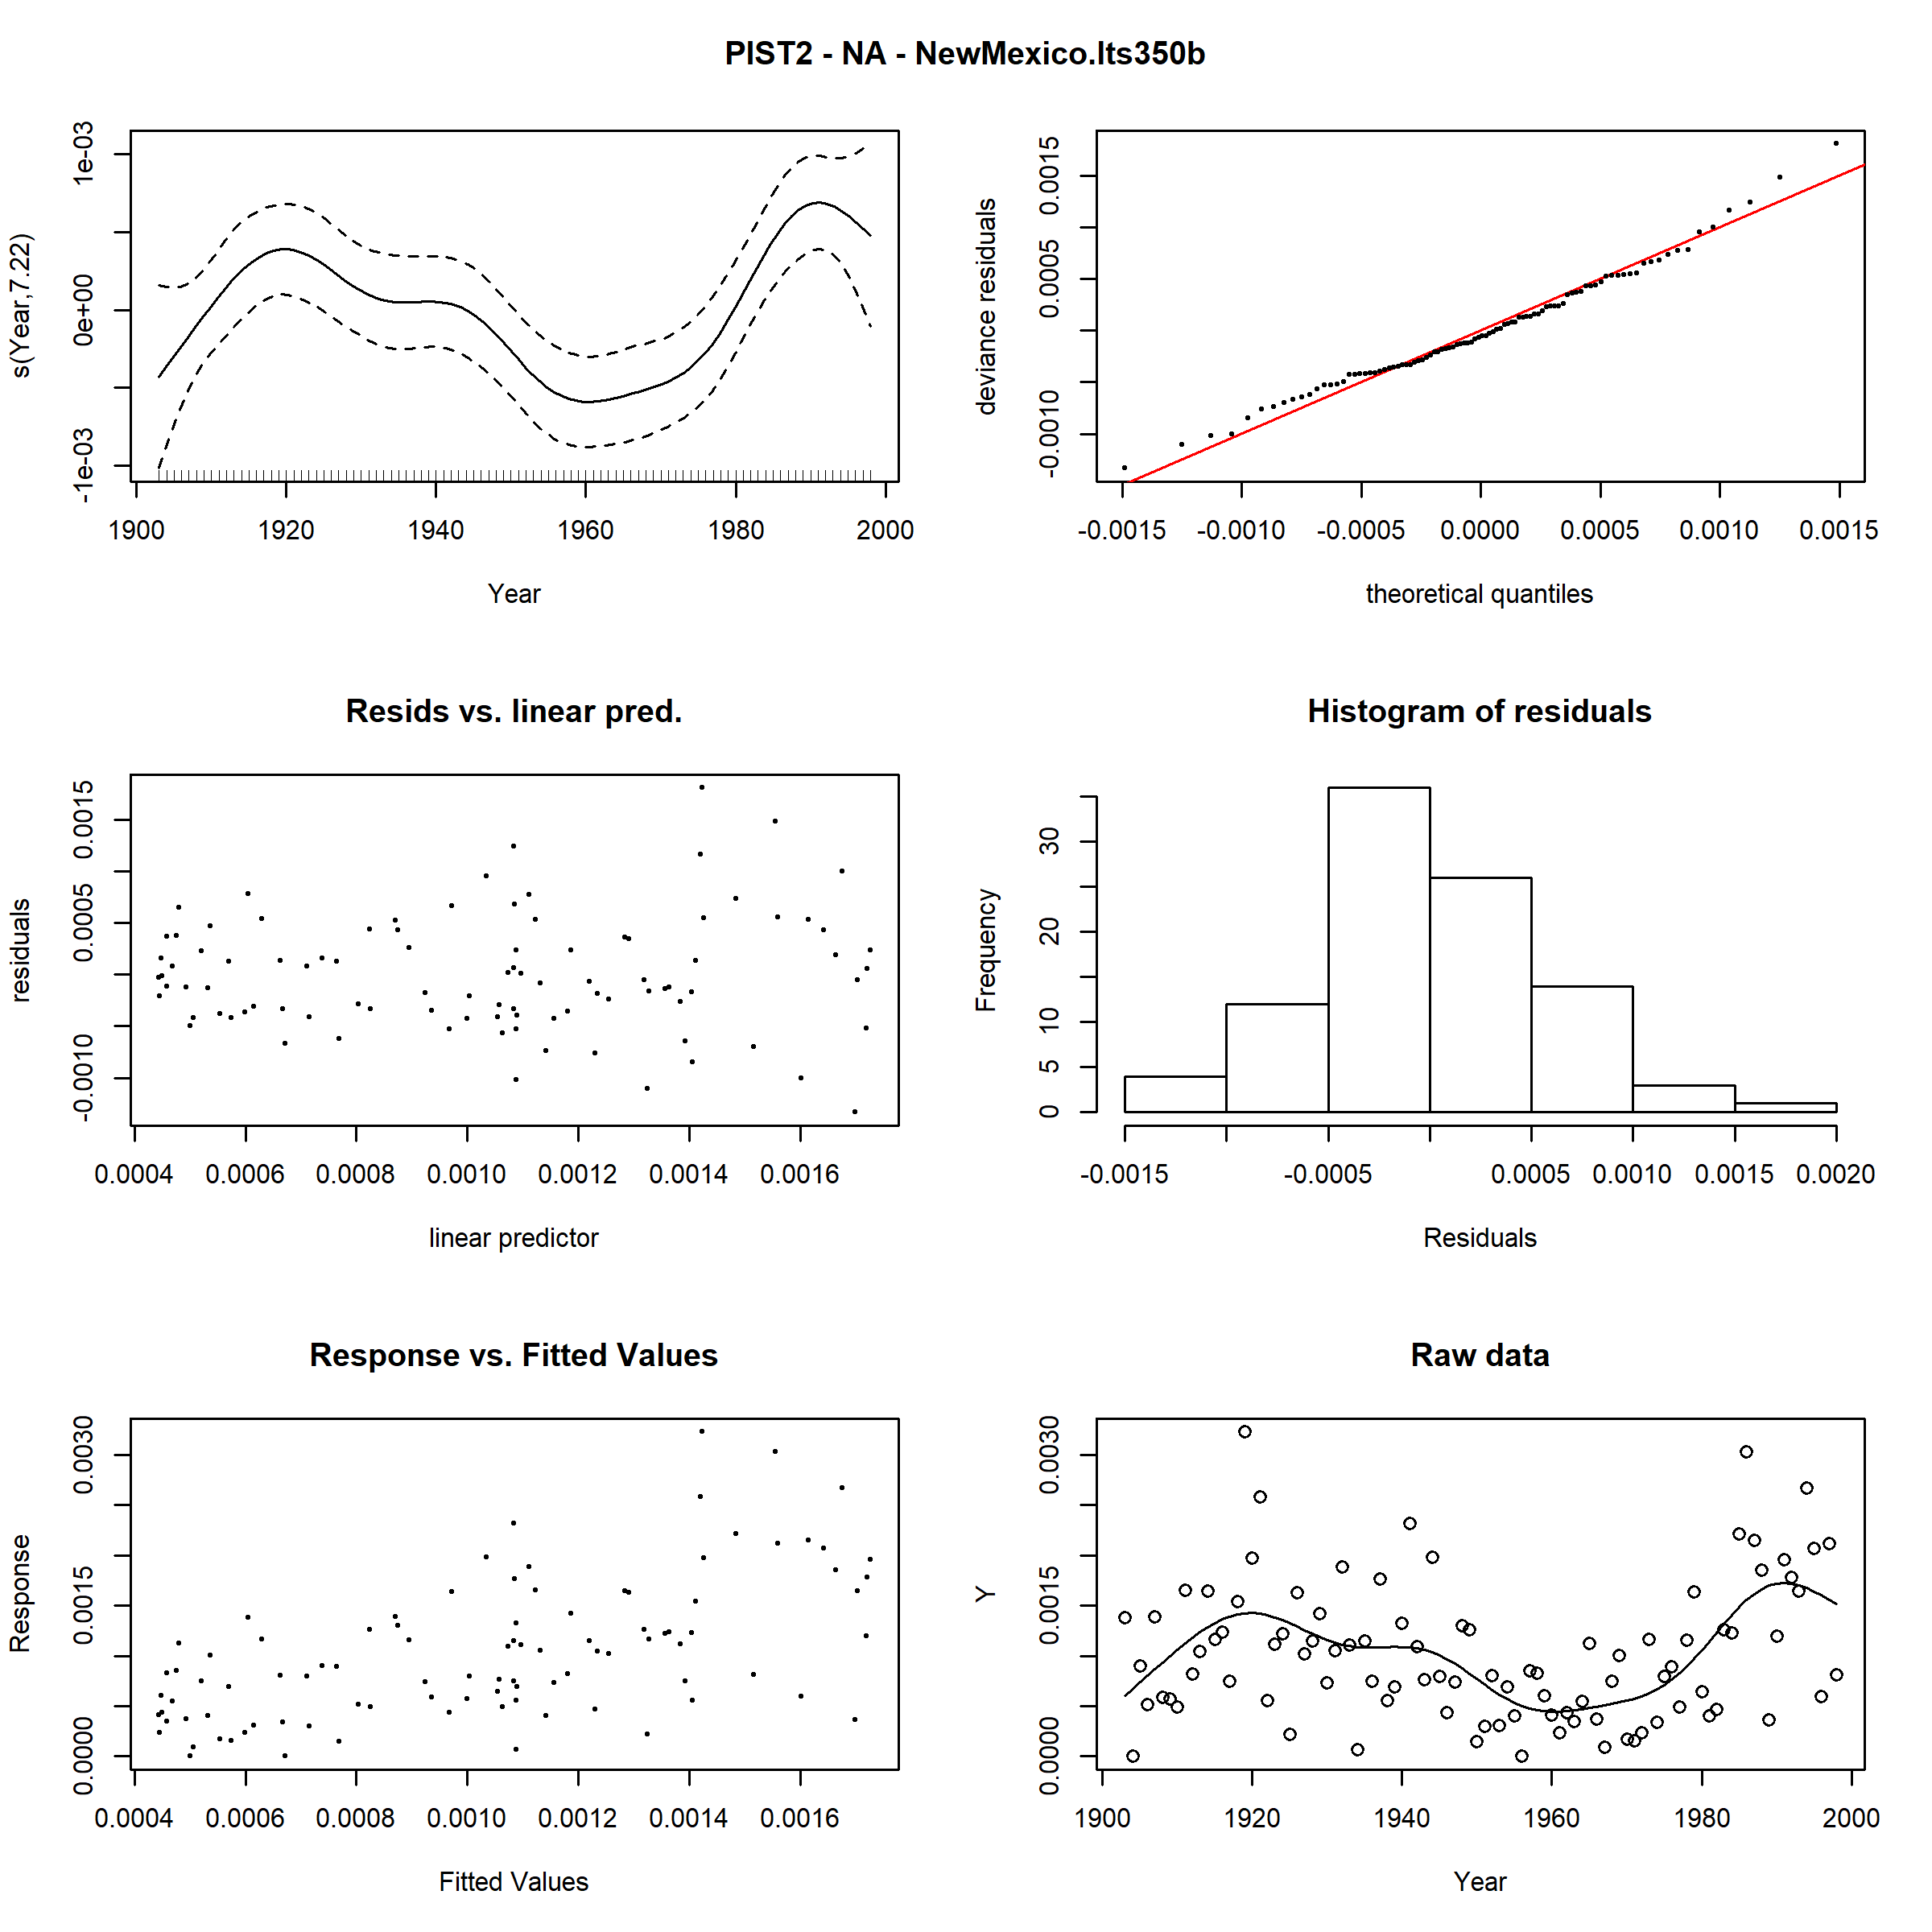 PIST2 - NA - NewMexico.lts350b
s(Year,7.22)
-1e-03 0e+00 1e-03
1900 1920 1940 1960 1980 2000
Year
deviance residuals
-0.0010 0.0005 0.0015
-0.0015 -0.0010 -0.0005 0.0000 0.0005 0.0010 0.0015
theoretical quantiles
Resids vs. linear pred.
residuals
-0.0010 0.0005 0.0015
0.0004 0.0006 0.0008 0.0010 0.0012 0.0014 0.0016
linear predictor
Histogram of residuals
Frequency
0 5 10 20 30
-0.0015 -0.0005 0.0005 0.0010 0.0015 0.0020
Residuals
Response vs. Fitted Values
Response
0.0000 0.0015 0.0030
0.0004 0.0006 0.0008 0.0010 0.0012 0.0014 0.0016
Fitted Values
Raw data
Y
0.0000 0.0015 0.0030
1900 1920 1940 1960 1980 2000
Year